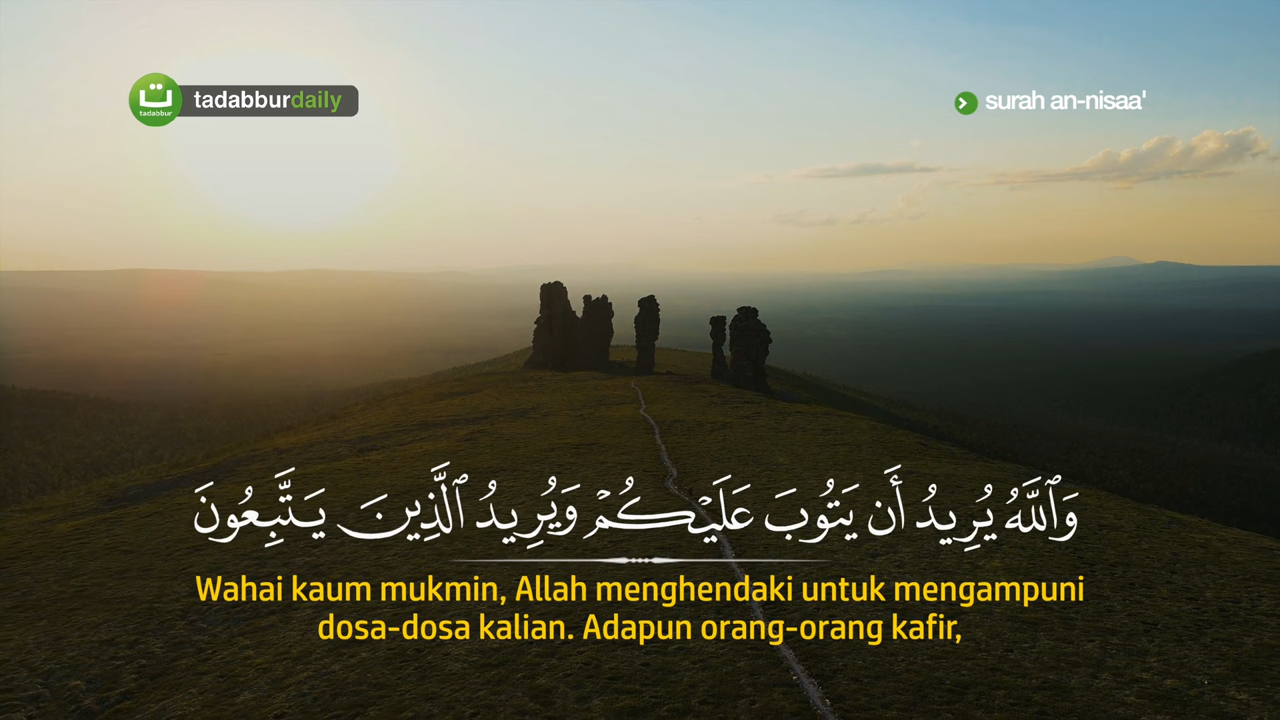 ت
tadabbur
tadabburdaily
surah an-nisaa'
وَٱللَّهُ يُرِيدُ أَن يَتُوبَ عَلَيْكُمْ وَيُرِيدُ ٱلَّذِينَ يَتَّبِعُونَ
Wahai kaum mukmin, Allah menghendaki untuk mengampuni
dosa-dosa kalian. Adapun orang-orang kafir,